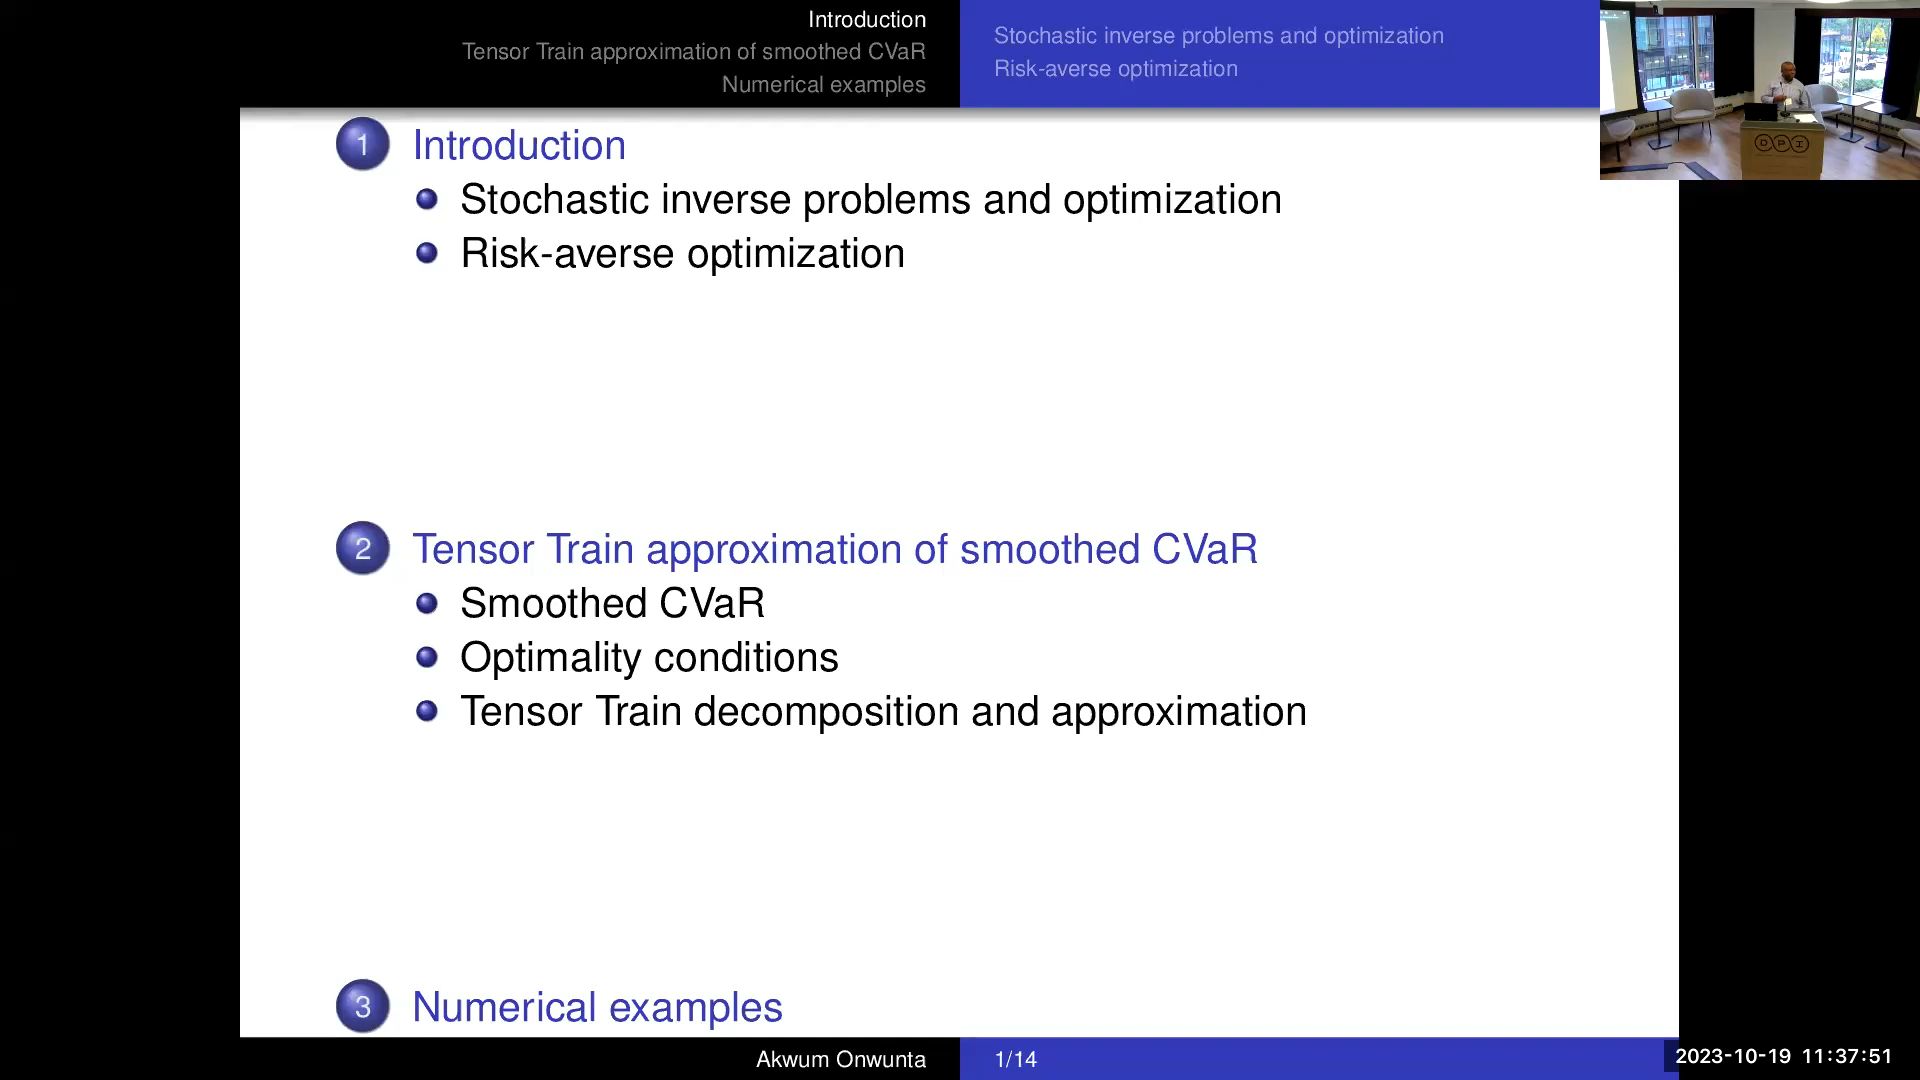 Introduction
Tensor Train approximation of smoothed CVaR
Numerical examples
Stochastic inverse problems and optimization
Risk-averse optimization
1 Introduction
Stochastic inverse problems and optimization
Risk-averse optimization
2 Tensor Train approximation of smoothed CVaR
Smoothed CVaR
Optimality conditions
Tensor Train decomposition and approximation
3 Numerical examples
Akwum Onwunta
1/14
DPI
2023-10-19 11:37:51